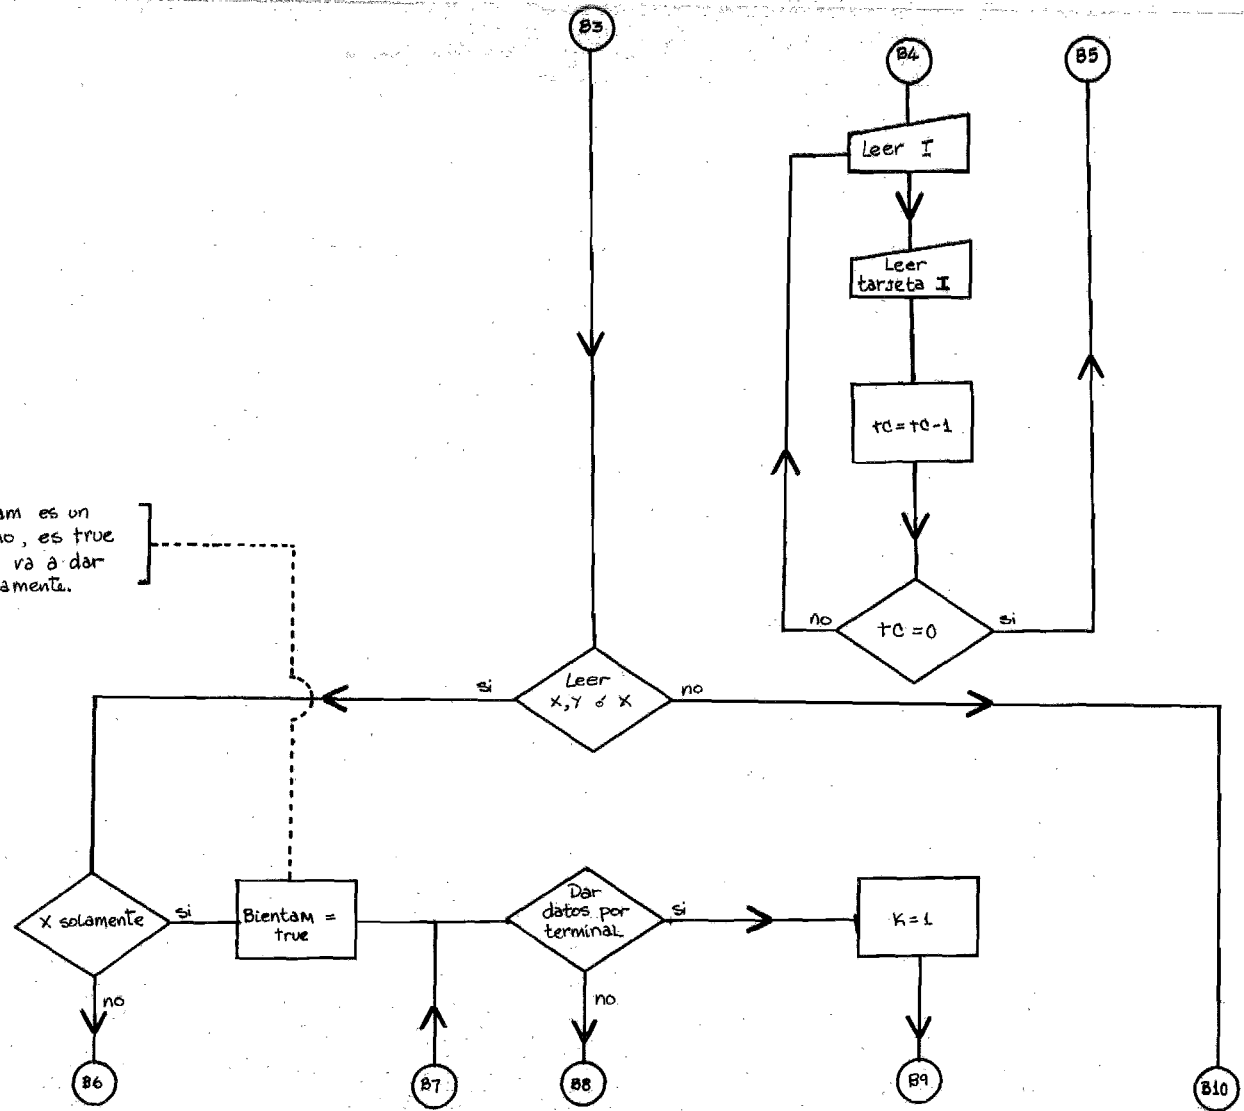 B3
B4
B5
Leer I
Leer
tarjeta I
tC=tC-1
am es un
no, es true
va a dar
amente.
no
tC=0
si
si
Leer
X,Y ó X
no
X solamente
si
Bientam =
true
Dar
datos por
terminal
si
K=1
no
no
B6
B7
B8
B9
B10